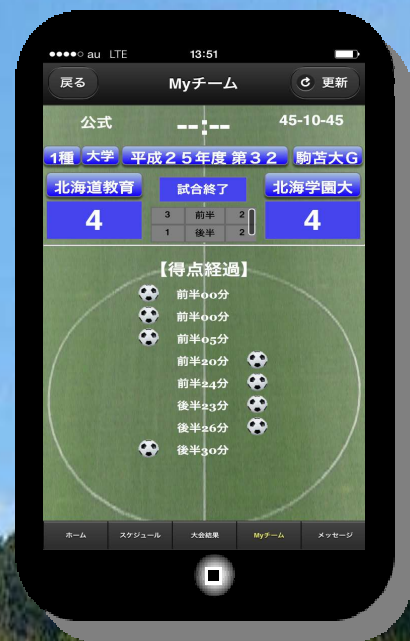 au LTE 13:51
戻る Myチーム 更新
公式 --:-- 45-10-45
1種 大学 平成25年度 第32 駒苫大G
北海道教育 試合終了 北海学園大
4 3 前半 2 4
1 後半 2
【得点経過】
前半00分
前半00分
前半05分
前半20分
前半24分
後半23分
後半26分
後半30分
ホーム スケジュール 大会結果 Myチーム メッセージ